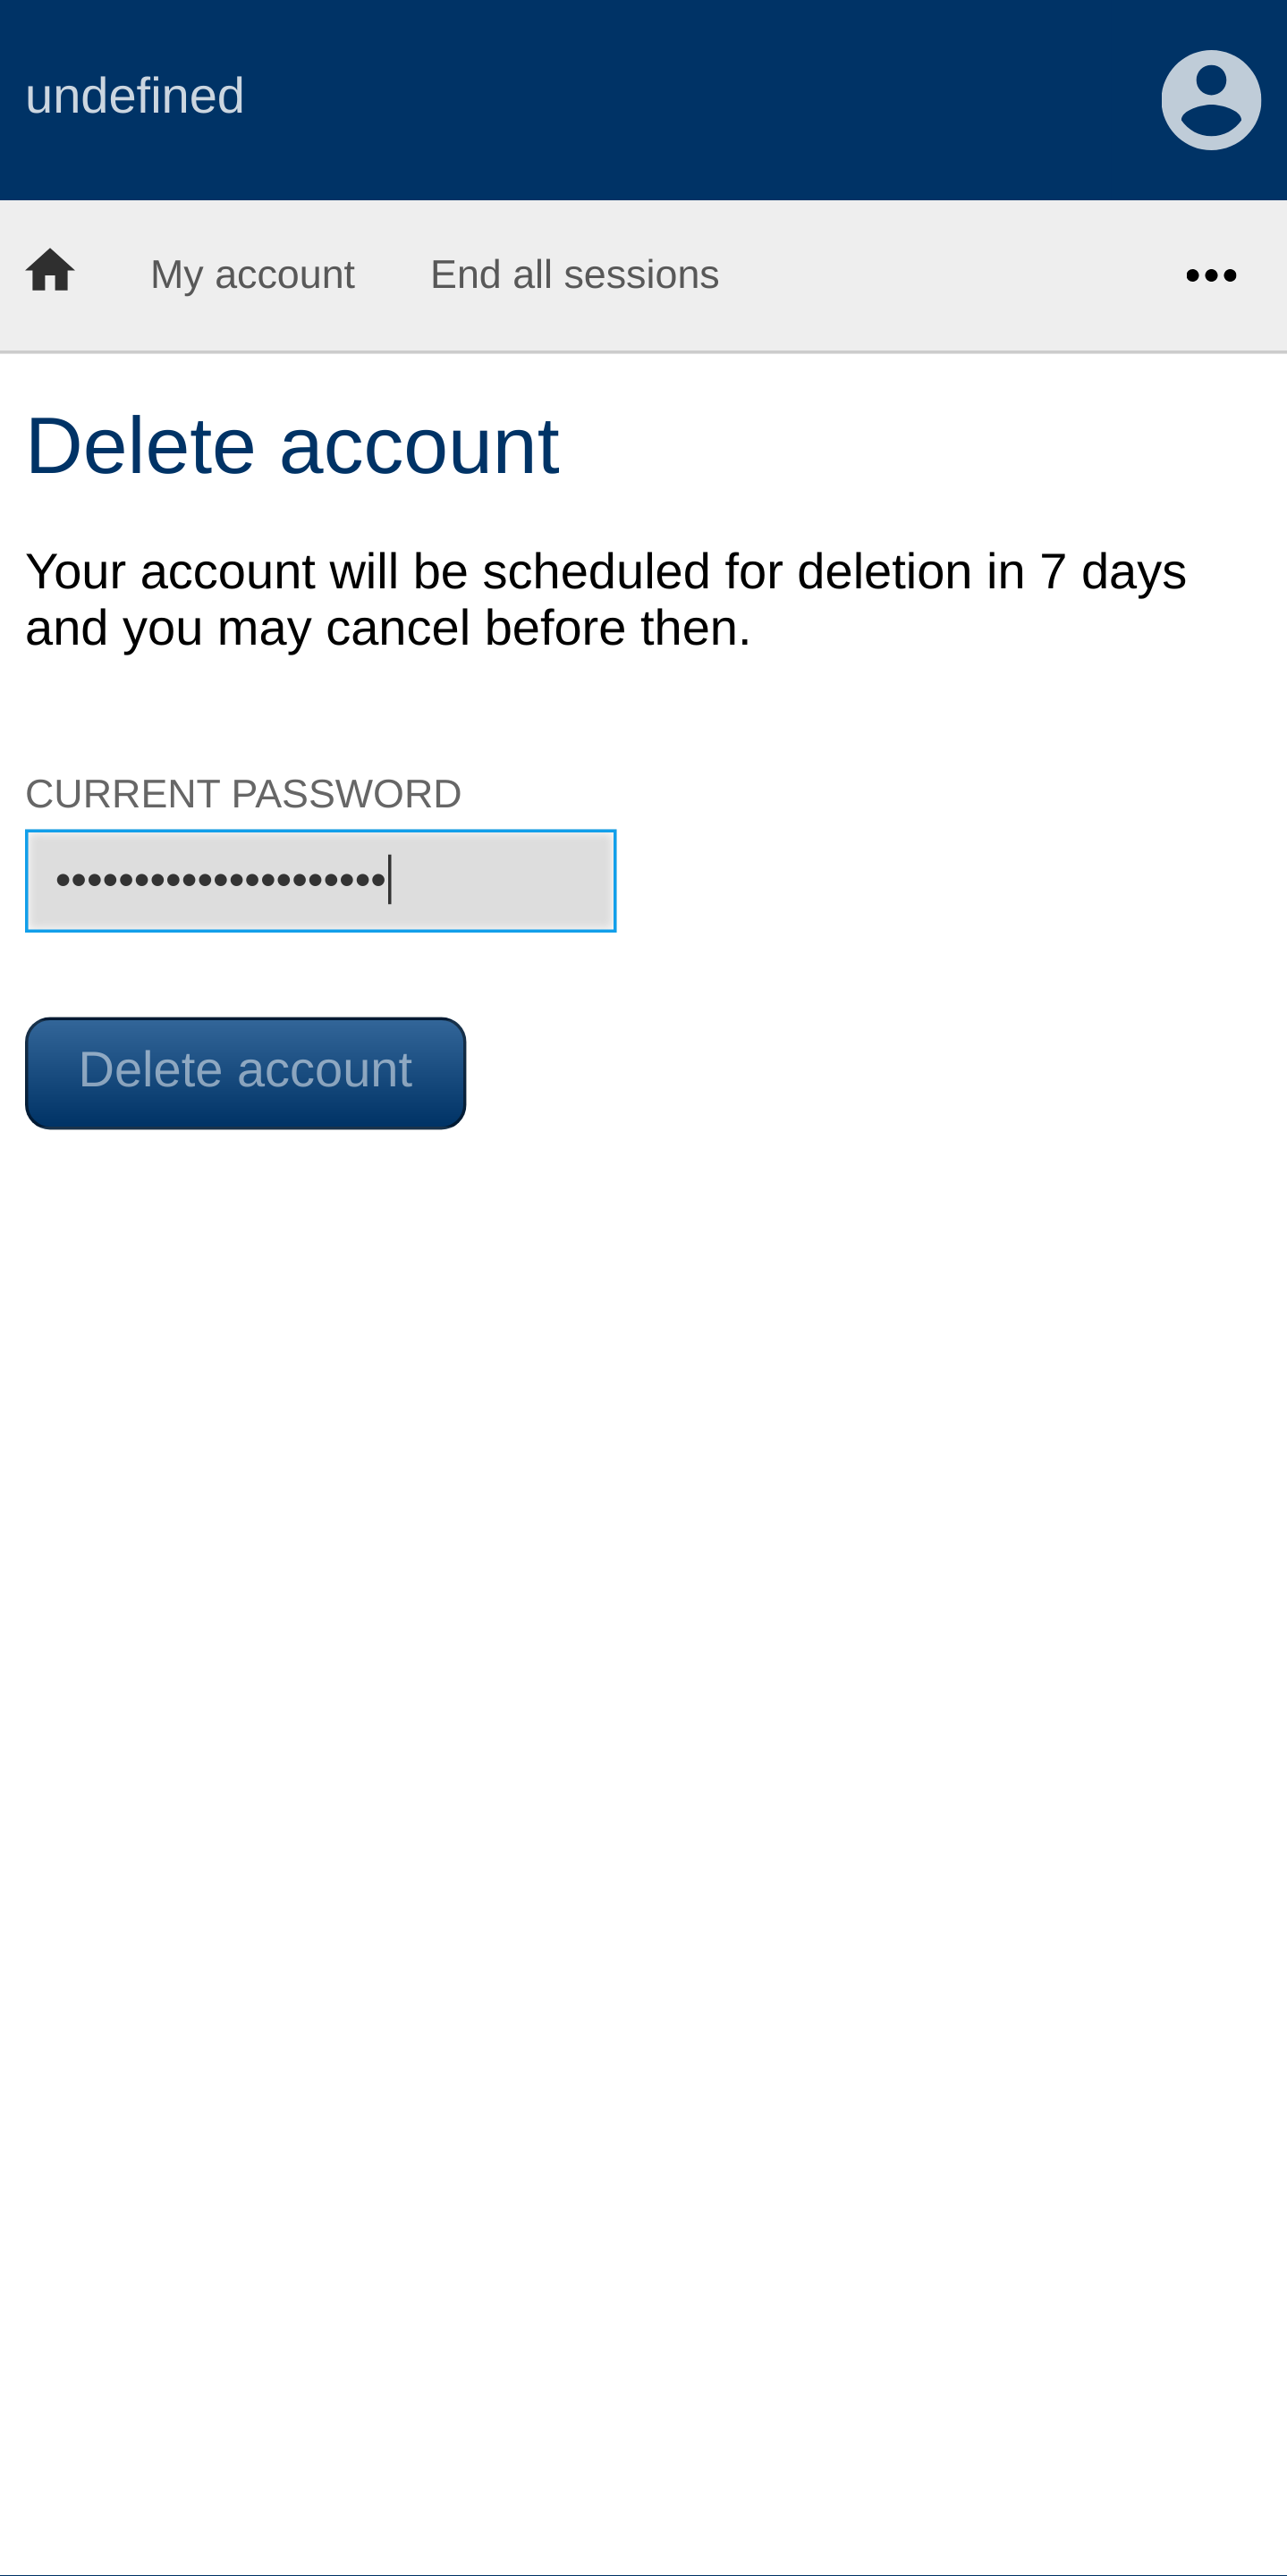 undefined
My account
End all sessions
Delete account
Your account will be scheduled for deletion in 7 days
and you may cancel before then.
CURRENT PASSWORD
•••••••••••••••••••••
Delete account